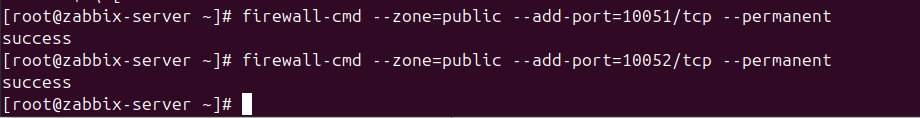 [root@zabbix-server ~]# firewall-cmd --zone=public --add-port=10051/tcp --permanent
success
[root@zabbix-server ~]# firewall-cmd --zone=public --add-port=10052/tcp --permanent
success
[root@zabbix-server ~]#